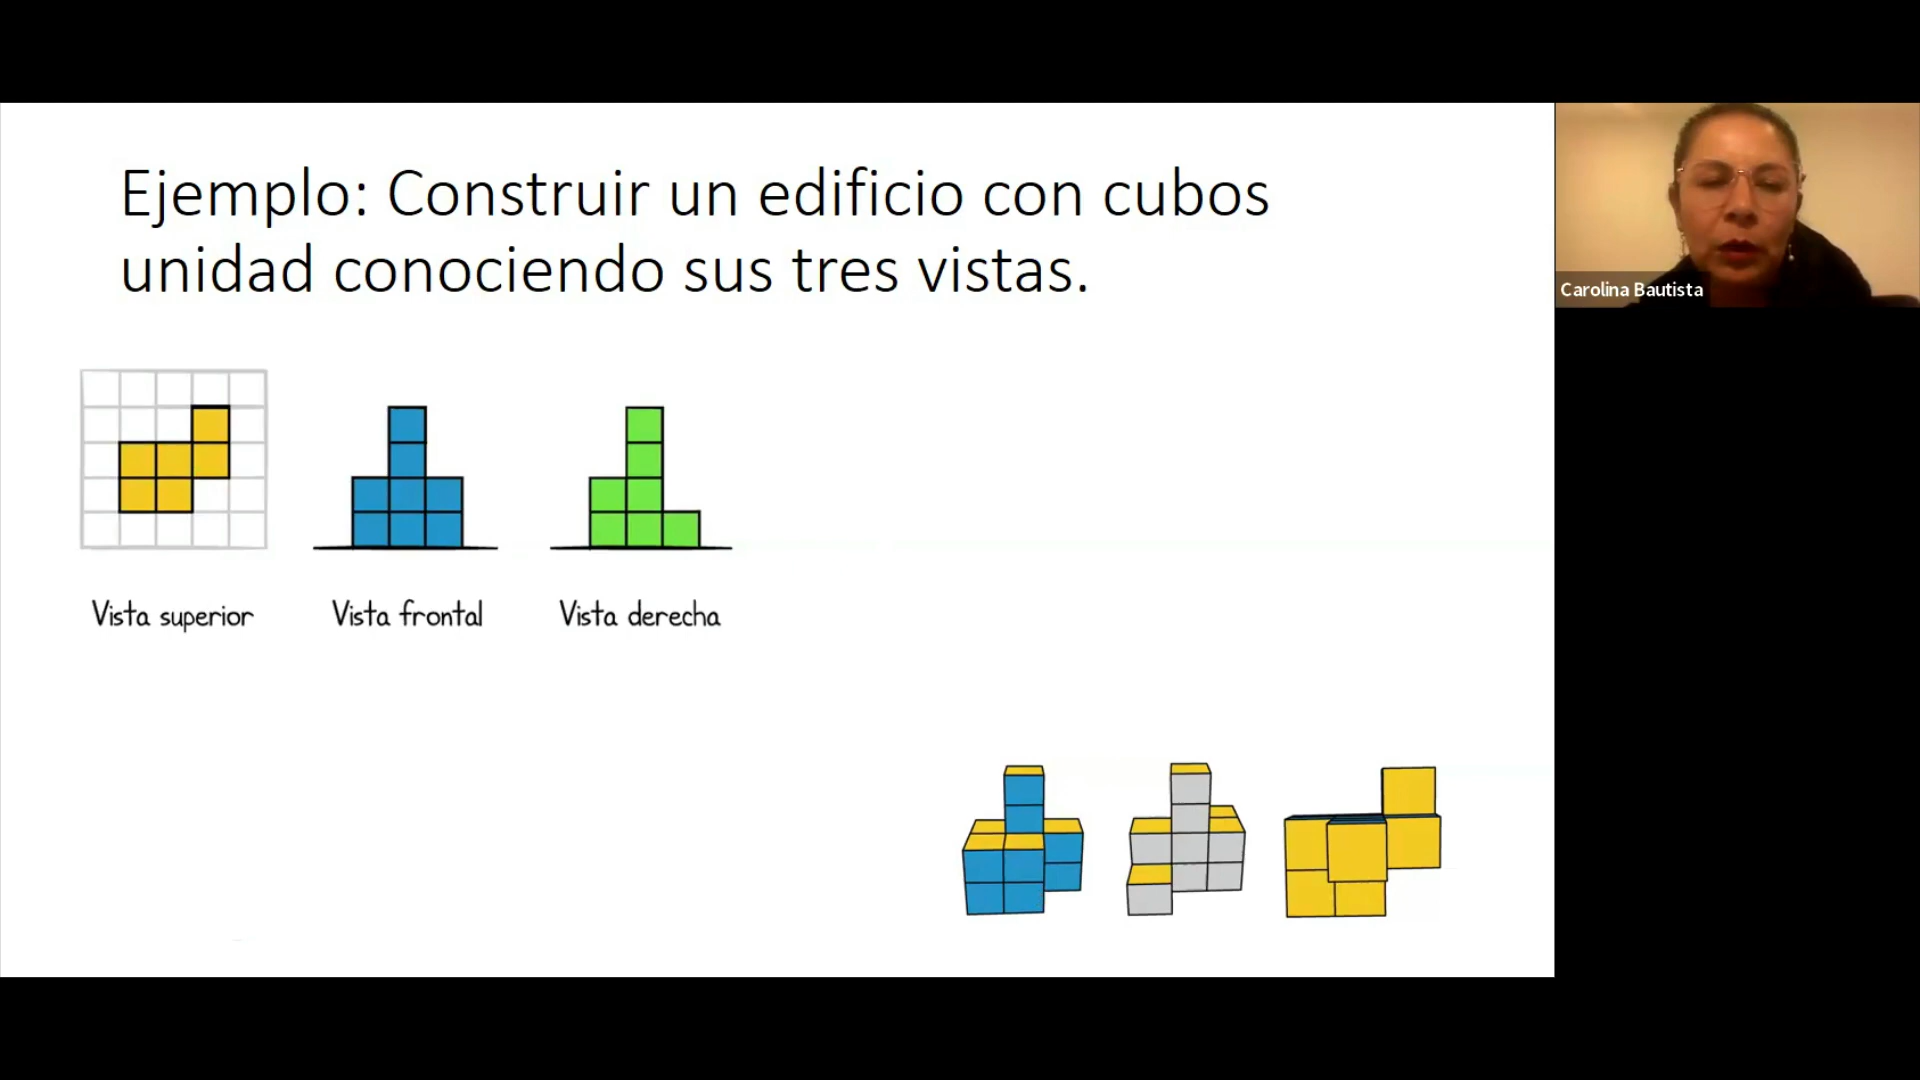 Ejemplo: Construir un edificio con cubos
unidad conociendo sus tres vistas.
Carolina Bautista
Vista superior
Vista frontal
Vista derecha